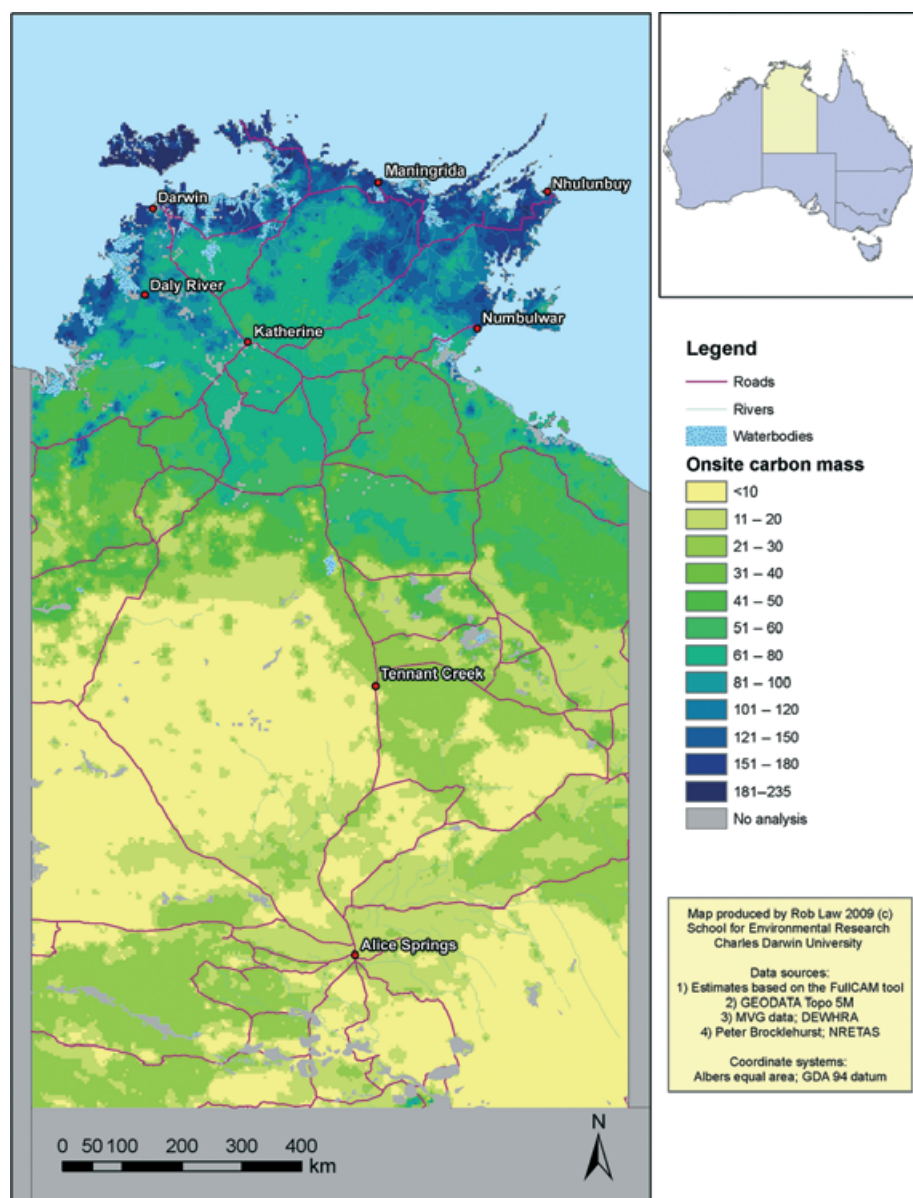 Maningrida
Nhulunbuy
Darwin
Daly River
Numbulwar
Katherine
Tennant Creek
Alice Springs
N
0 50 100 200 300 400
km
Legend
Roads
Rivers
Waterbodies
Onsite carbon mass
<10
11 – 20
21 – 30
31 – 40
41 – 50
51 – 60
61 – 80
81 – 100
101 – 120
121 – 150
151 – 180
181–235
No analysis
Map produced by Rob Law 2009 (c)
School for Environmental Research
Charles Darwin University
Data sources:
1) Estimates based on the FullCAM tool
2) GEODATA Topo 5M
3) MVG data; DEWHRA
4) Peter Brocklehurst; NRETAS
Coordinate systems:
Albers equal area; GDA 94 datum